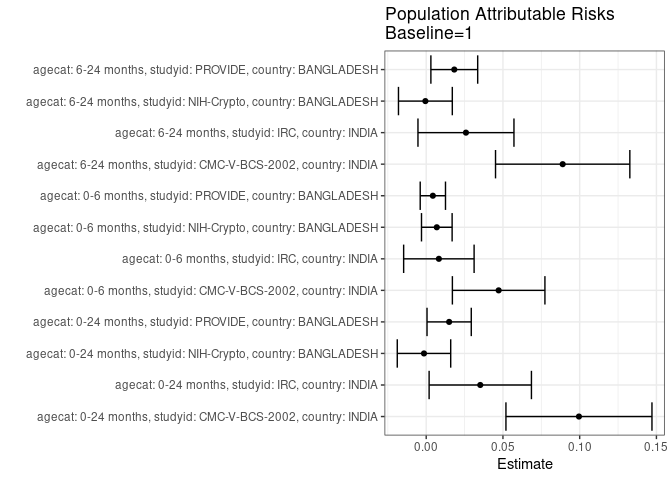 Population Attributable Risks
Baseline=1
agecat: 6-24 months, studyid: PROVIDE, country: BANGLADESH
agecat: 6-24 months, studyid: NIH-Crypto, country: BANGLADESH
agecat: 6-24 months, studyid: IRC, country: INDIA
agecat: 6-24 months, studyid: CMC-V-BCS-2002, country: INDIA
agecat: 0-6 months, studyid: PROVIDE, country: BANGLADESH
agecat: 0-6 months, studyid: NIH-Crypto, country: BANGLADESH
agecat: 0-6 months, studyid: IRC, country: INDIA
agecat: 0-6 months, studyid: CMC-V-BCS-2002, country: INDIA
agecat: 0-24 months, studyid: PROVIDE, country: BANGLADESH
agecat: 0-24 months, studyid: NIH-Crypto, country: BANGLADESH
agecat: 0-24 months, studyid: IRC, country: INDIA
agecat: 0-24 months, studyid: CMC-V-BCS-2002, country: INDIA
0.00 0.05 0.10 0.15
Estimate